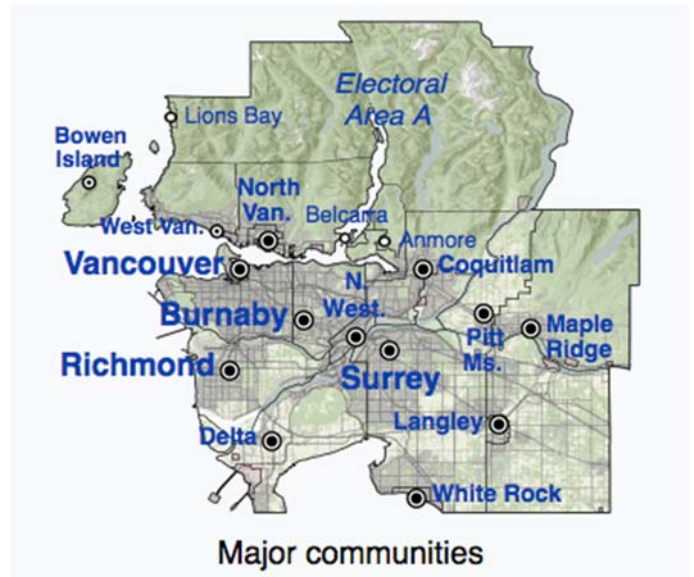 Electoral
Area A
Lions Bay
Bowen
Island
North
Van.
Belcarra
West Van.
Anmore
Vancouver
Coquitlam
N.
West.
Burnaby
Pitt
Ms.
Maple
Ridge
Richmond
Surrey
Langley
Delta
White Rock
Major communities